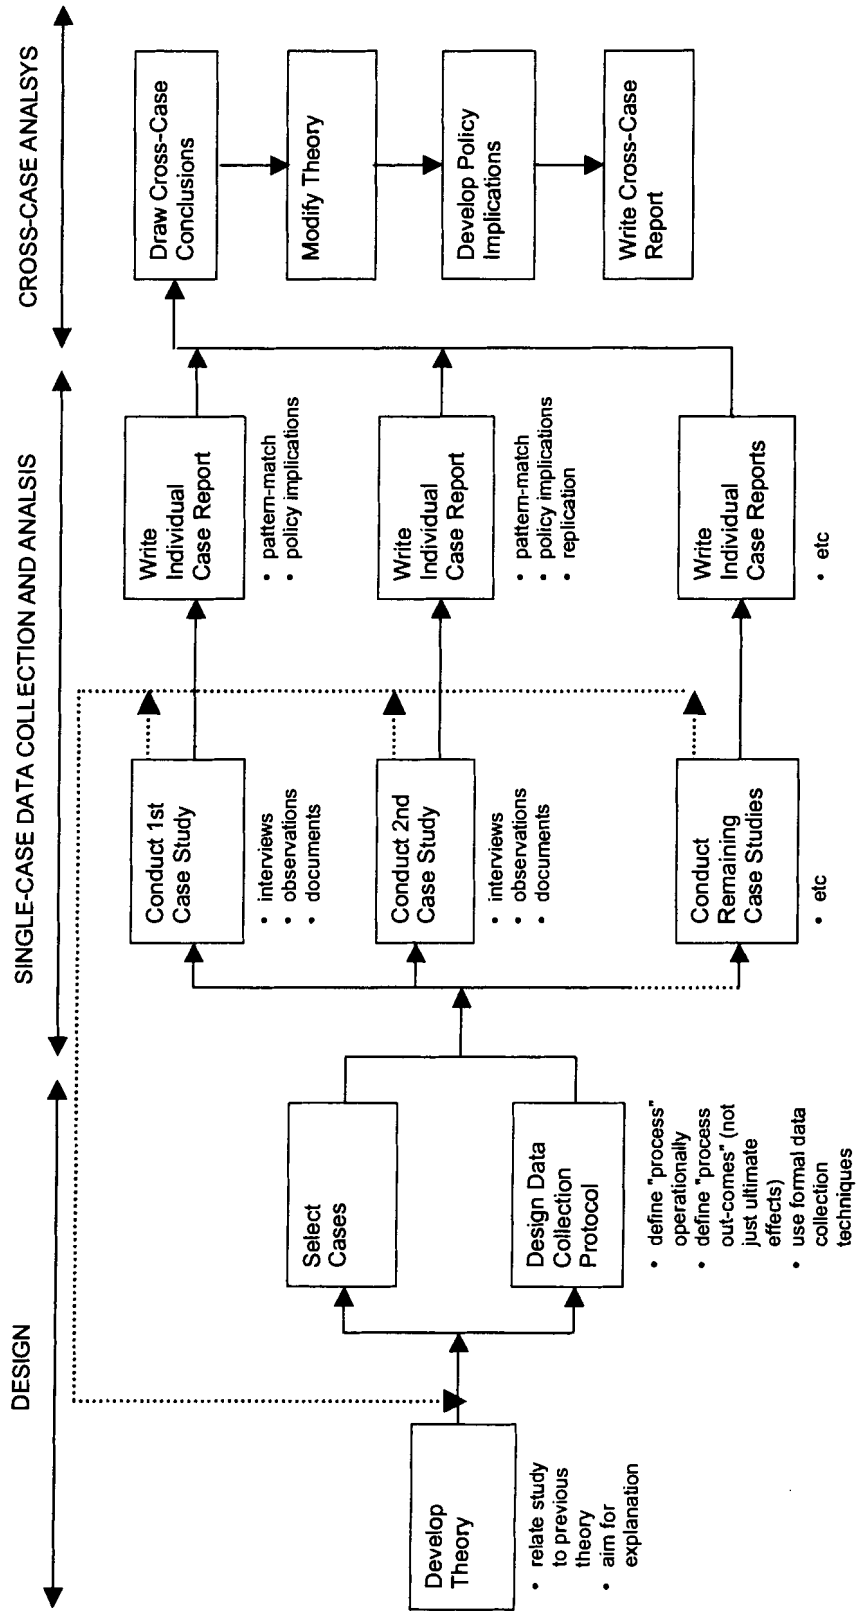 DESIGN
SINGLE-CASE DATA COLLECTION AND ANALSIS
CROSS-CASE ANALSYS
Develop
Theory
• relate study
to previous
theory
• aim for
explanation
Select
Cases
Design Data
Collection
Protocol
• define "process"
operationally
• define "process
out-comes" (not
just ultimate
effects)
• use formal data
collection
techniques
Conduct 1st
Case Study
• interviews
• observations
• documents
Conduct 2nd
Case Study
• interviews
• observations
• documents
Conduct
Remaining
Case Studies
• etc
Write
Individual
Case Report
• pattern-match
• policy implications
Write
Individual
Case Report
• pattern-match
• policy implications
• replication
Write
Individual
Case Reports
• etc
Draw Cross-Case
Conclusions
Modify Theory
Develop Policy
Implications
Write Cross-Case
Report